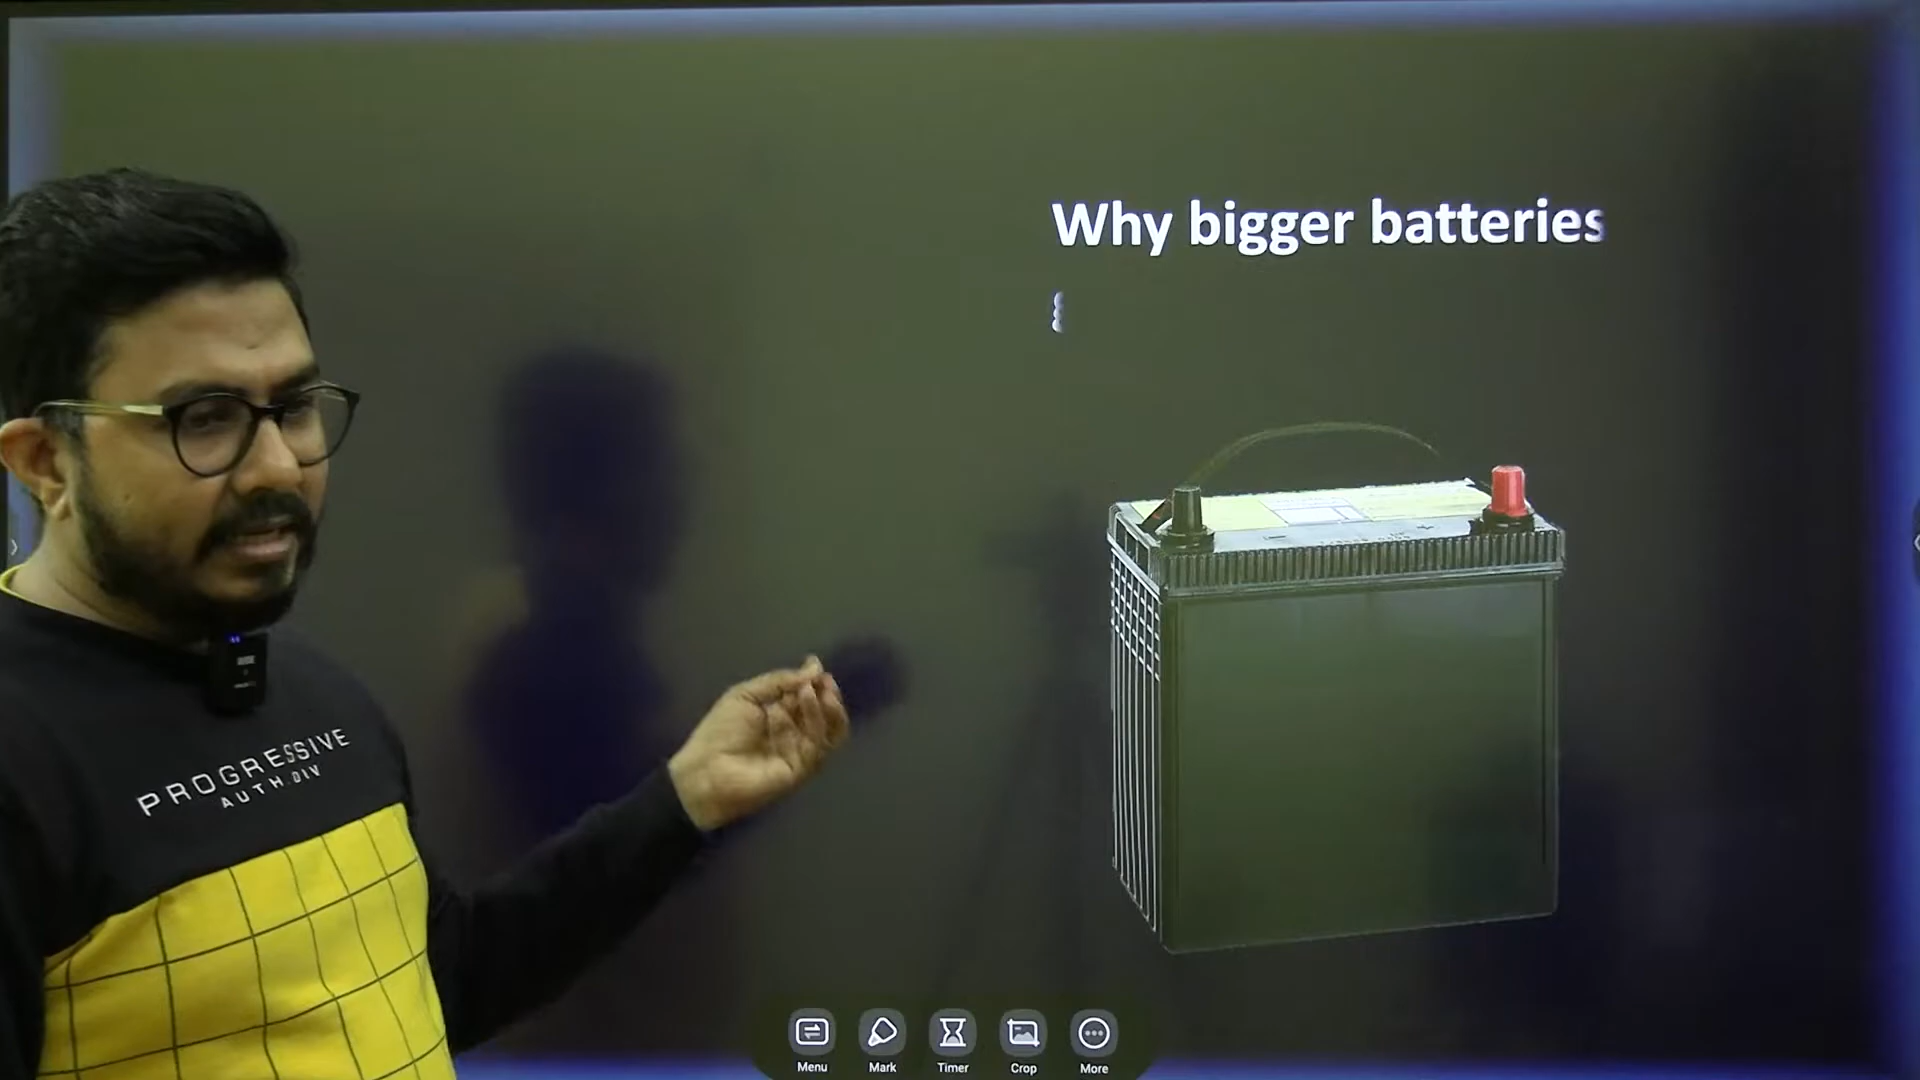 Why bigger batteries
PROGRESSIVE
AUTH.DIV
Menu
Mark
Timer
Crop
More